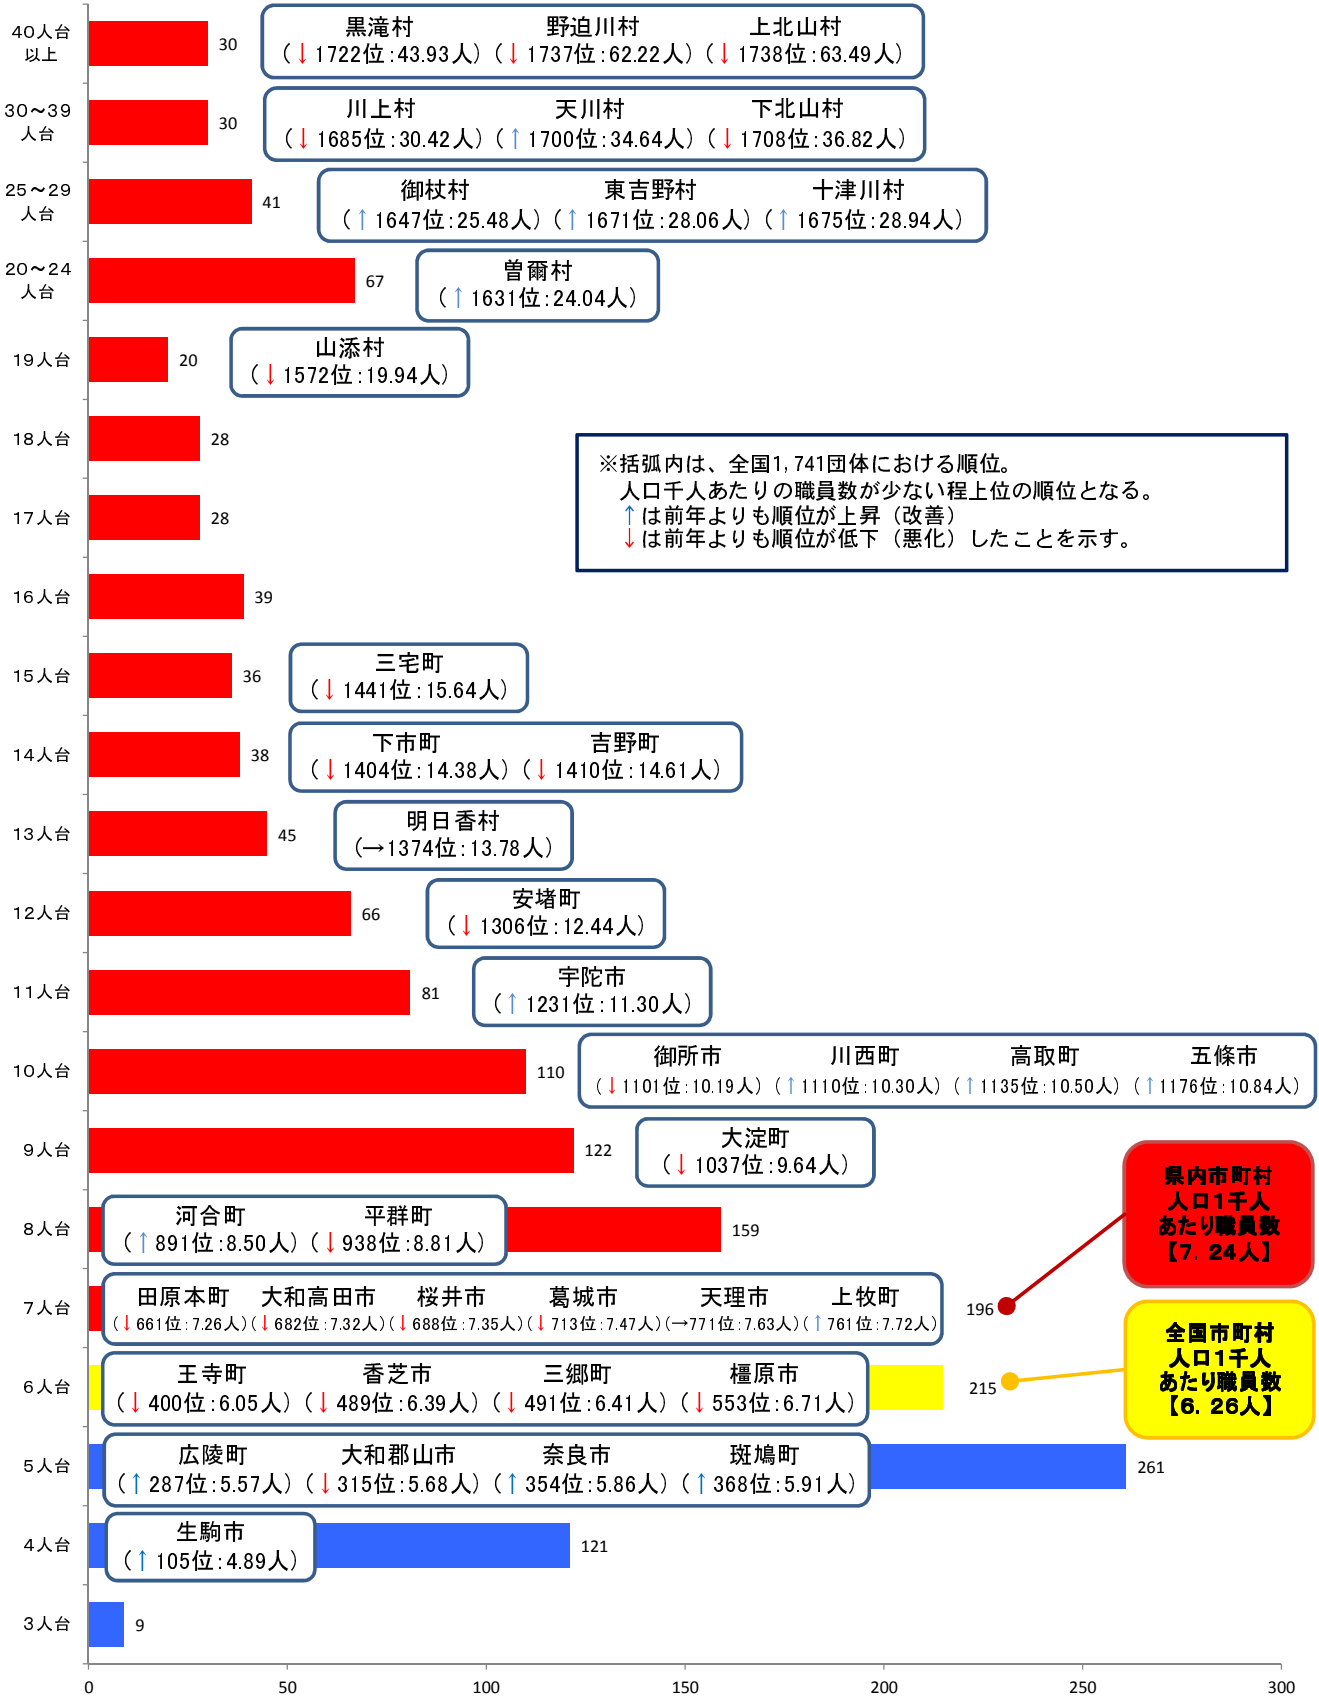 40人台
以上
30
黒滝村 野迫川村 上北山村
(↓1722位:43.93人) (↓1737位:62.22人) (↓1738位:63.49人)
30～39
人台
30
川上村 天川村 下北山村
(↓1685位:30.42人) (↑1700位:34.64人) (↓1708位:36.82人)
25～29
人台
41
御杖村 東吉野村 十津川村
(↑1647位:25.48人) (↑1671位:28.06人) (↑1675位:28.94人)
20～24
人台
67
曽爾村
(↑1631位:24.04人)
19人台
20
山添村
(↓1572位:19.94人)
18人台
28
※括弧内は、全国1,741団体における順位。
人口千人あたりの職員数が少ない程上位の順位となる。
↑は前年よりも順位が上昇（改善）
↓は前年よりも順位が低下（悪化）したことを示す。
17人台
28
16人台
39
15人台
36
三宅町
(↓1441位:15.64人)
14人台
38
下市町 吉野町
(↓1404位:14.38人) (↓1410位:14.61人)
13人台
45
明日香村
(→1374位:13.78人)
12人台
66
安堵町
(↓1306位:12.44人)
11人台
81
宇陀市
(↑1231位:11.30人)
10人台
110
御所市 川西町 高取町 五條市
(↓1101位:10.19人) (↑1110位:10.30人) (↑1135位:10.50人) (↑1176位:10.84人)
9人台
122
大淀町
(↓1037位:9.64人)
県内市町村
人口1千人
あたり職員数
【7.24人】
8人台
河合町 平群町
(↑891位:8.50人) (↓938位:8.81人)
159
7人台
田原本町 大和高田市 桜井市 葛城市 天理市 上牧町
(↓661位:7.26人) (↓682位:7.32人) (↓688位:7.35人) (↓713位:7.47人) (→771位:7.63人) (↑761位:7.72人)
196
全国市町村
人口1千人
あたり職員数
【6.26人】
6人台
王寺町 香芝市 三郷町 橿原市
(↓400位:6.05人) (↓489位:6.39人) (↓491位:6.41人) (↓553位:6.71人)
215
5人台
広陵町 大和郡山市 奈良市 斑鳩町
(↑287位:5.57人) (↓315位:5.68人) (↑354位:5.86人) (↑368位:5.91人)
261
4人台
生駒市
(↑105位:4.89人)
121
3人台
9
0 50 100 150 200 250 300